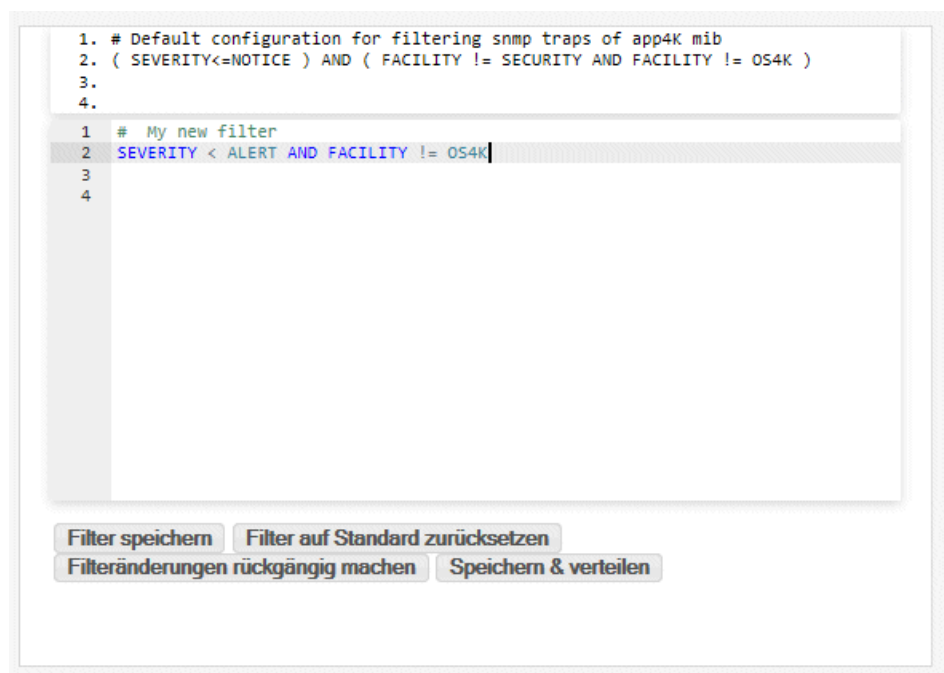 1. # Default configuration for filtering snmp traps of app4K mib
2. ( SEVERITY<=NOTICE ) AND ( FACILITY != SECURITY AND FACILITY != OS4K )
3.
4.
1 # My new filter
2 SEVERITY < ALERT AND FACILITY != OS4K
3
4
Filter speichern Filter auf Standard zurücksetzen
Filteränderungen rückgängig machen Speichern & verteilen